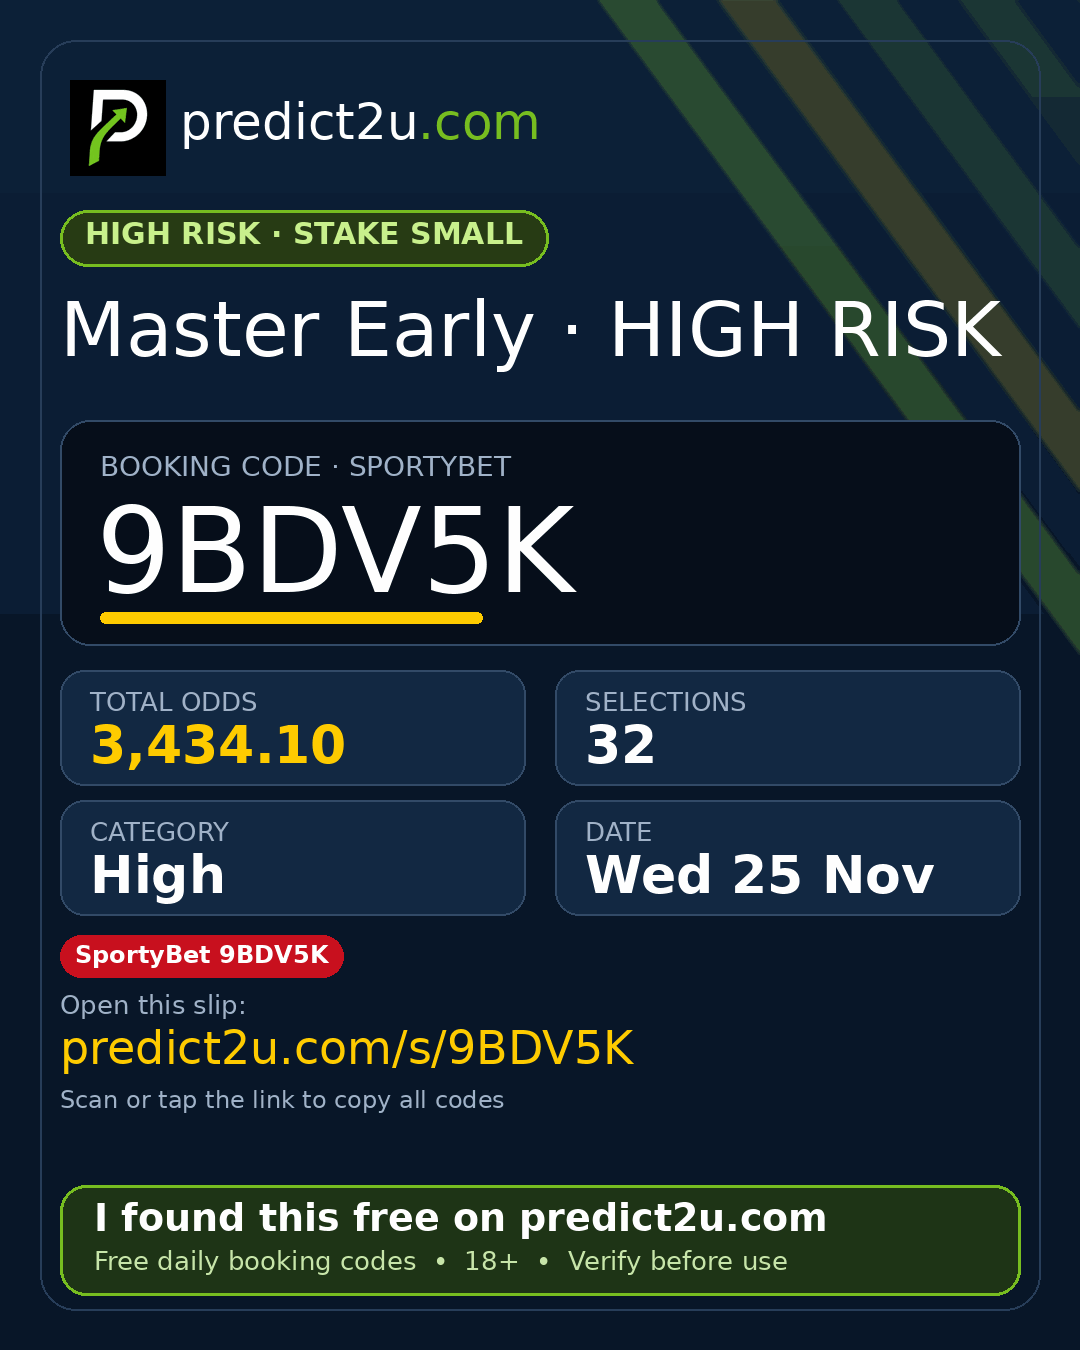 predict2u.com
HIGH RISK · STAKE SMALL
Master Early · HIGH RISK
BOOKING CODE · SPORTYBET
9BDV5K
TOTAL ODDS
3,434.10
SELECTIONS
32
CATEGORY
High
DATE
Wed 25 Nov
SportyBet 9BDV5K
Open this slip:
predict2u.com/s/9BDV5K
Scan or tap the link to copy all codes
I found this free on predict2u.com
Free daily booking codes • 18+ • Verify before use